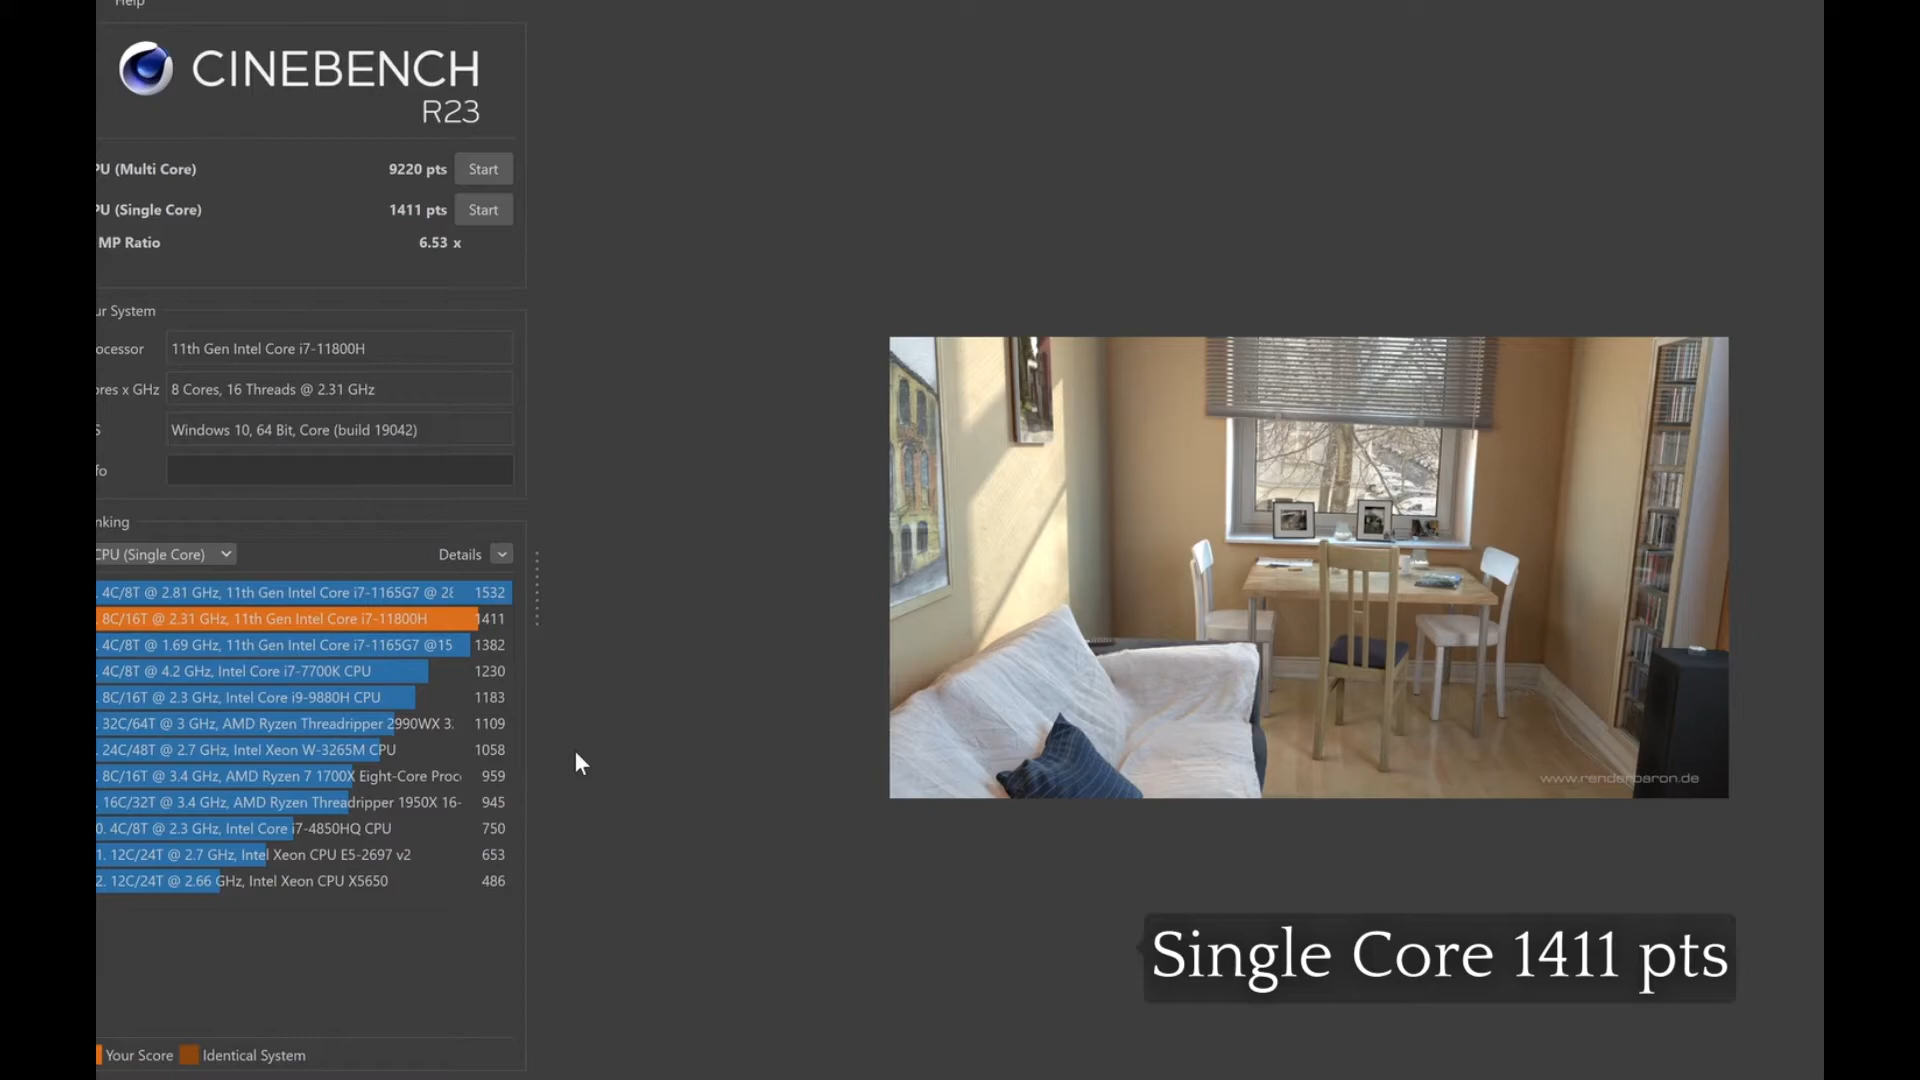 Help
CINEBENCH
R23
PU (Multi Core) 9220 pts Start
PU (Single Core) 1411 pts Start
MP Ratio 6.53 x
ur System
ocessor 11th Gen Intel Core i7-11800H
ores x GHz 8 Cores, 16 Threads @ 2.31 GHz
S Windows 10, 64 Bit, Core (build 19042)
fo
nking
CPU (Single Core) Details
. 4C/8T @ 2.81 GHz, 11th Gen Intel Core i7-1165G7 @ 28 1532
. 8C/16T @ 2.31 GHz, 11th Gen Intel Core i7-11800H 1411
. 4C/8T @ 1.69 GHz, 11th Gen Intel Core i7-1165G7 @15 1382
. 4C/8T @ 4.2 GHz, Intel Core i7-7700K CPU 1230
. 8C/16T @ 2.3 GHz, Intel Core i9-9880H CPU 1183
. 32C/64T @ 3 GHz, AMD Ryzen Threadripper 2990WX 3. 1109
. 24C/48T @ 2.7 GHz, Intel Xeon W-3265M CPU 1058
. 8C/16T @ 3.4 GHz, AMD Ryzen 7 1700X Eight-Core Proc 959
. 16C/32T @ 3.4 GHz, AMD Ryzen Threadripper 1950X 16- 945
0. 4C/8T @ 2.3 GHz, Intel Core i7-4850HQ CPU 750
1. 12C/24T @ 2.7 GHz, Intel Xeon CPU E5-2697 v2 653
2. 12C/24T @ 2.66 GHz, Intel Xeon CPU X5650 486
www.renderbaron.de
Single Core 1411 pts
Your Score Identical System